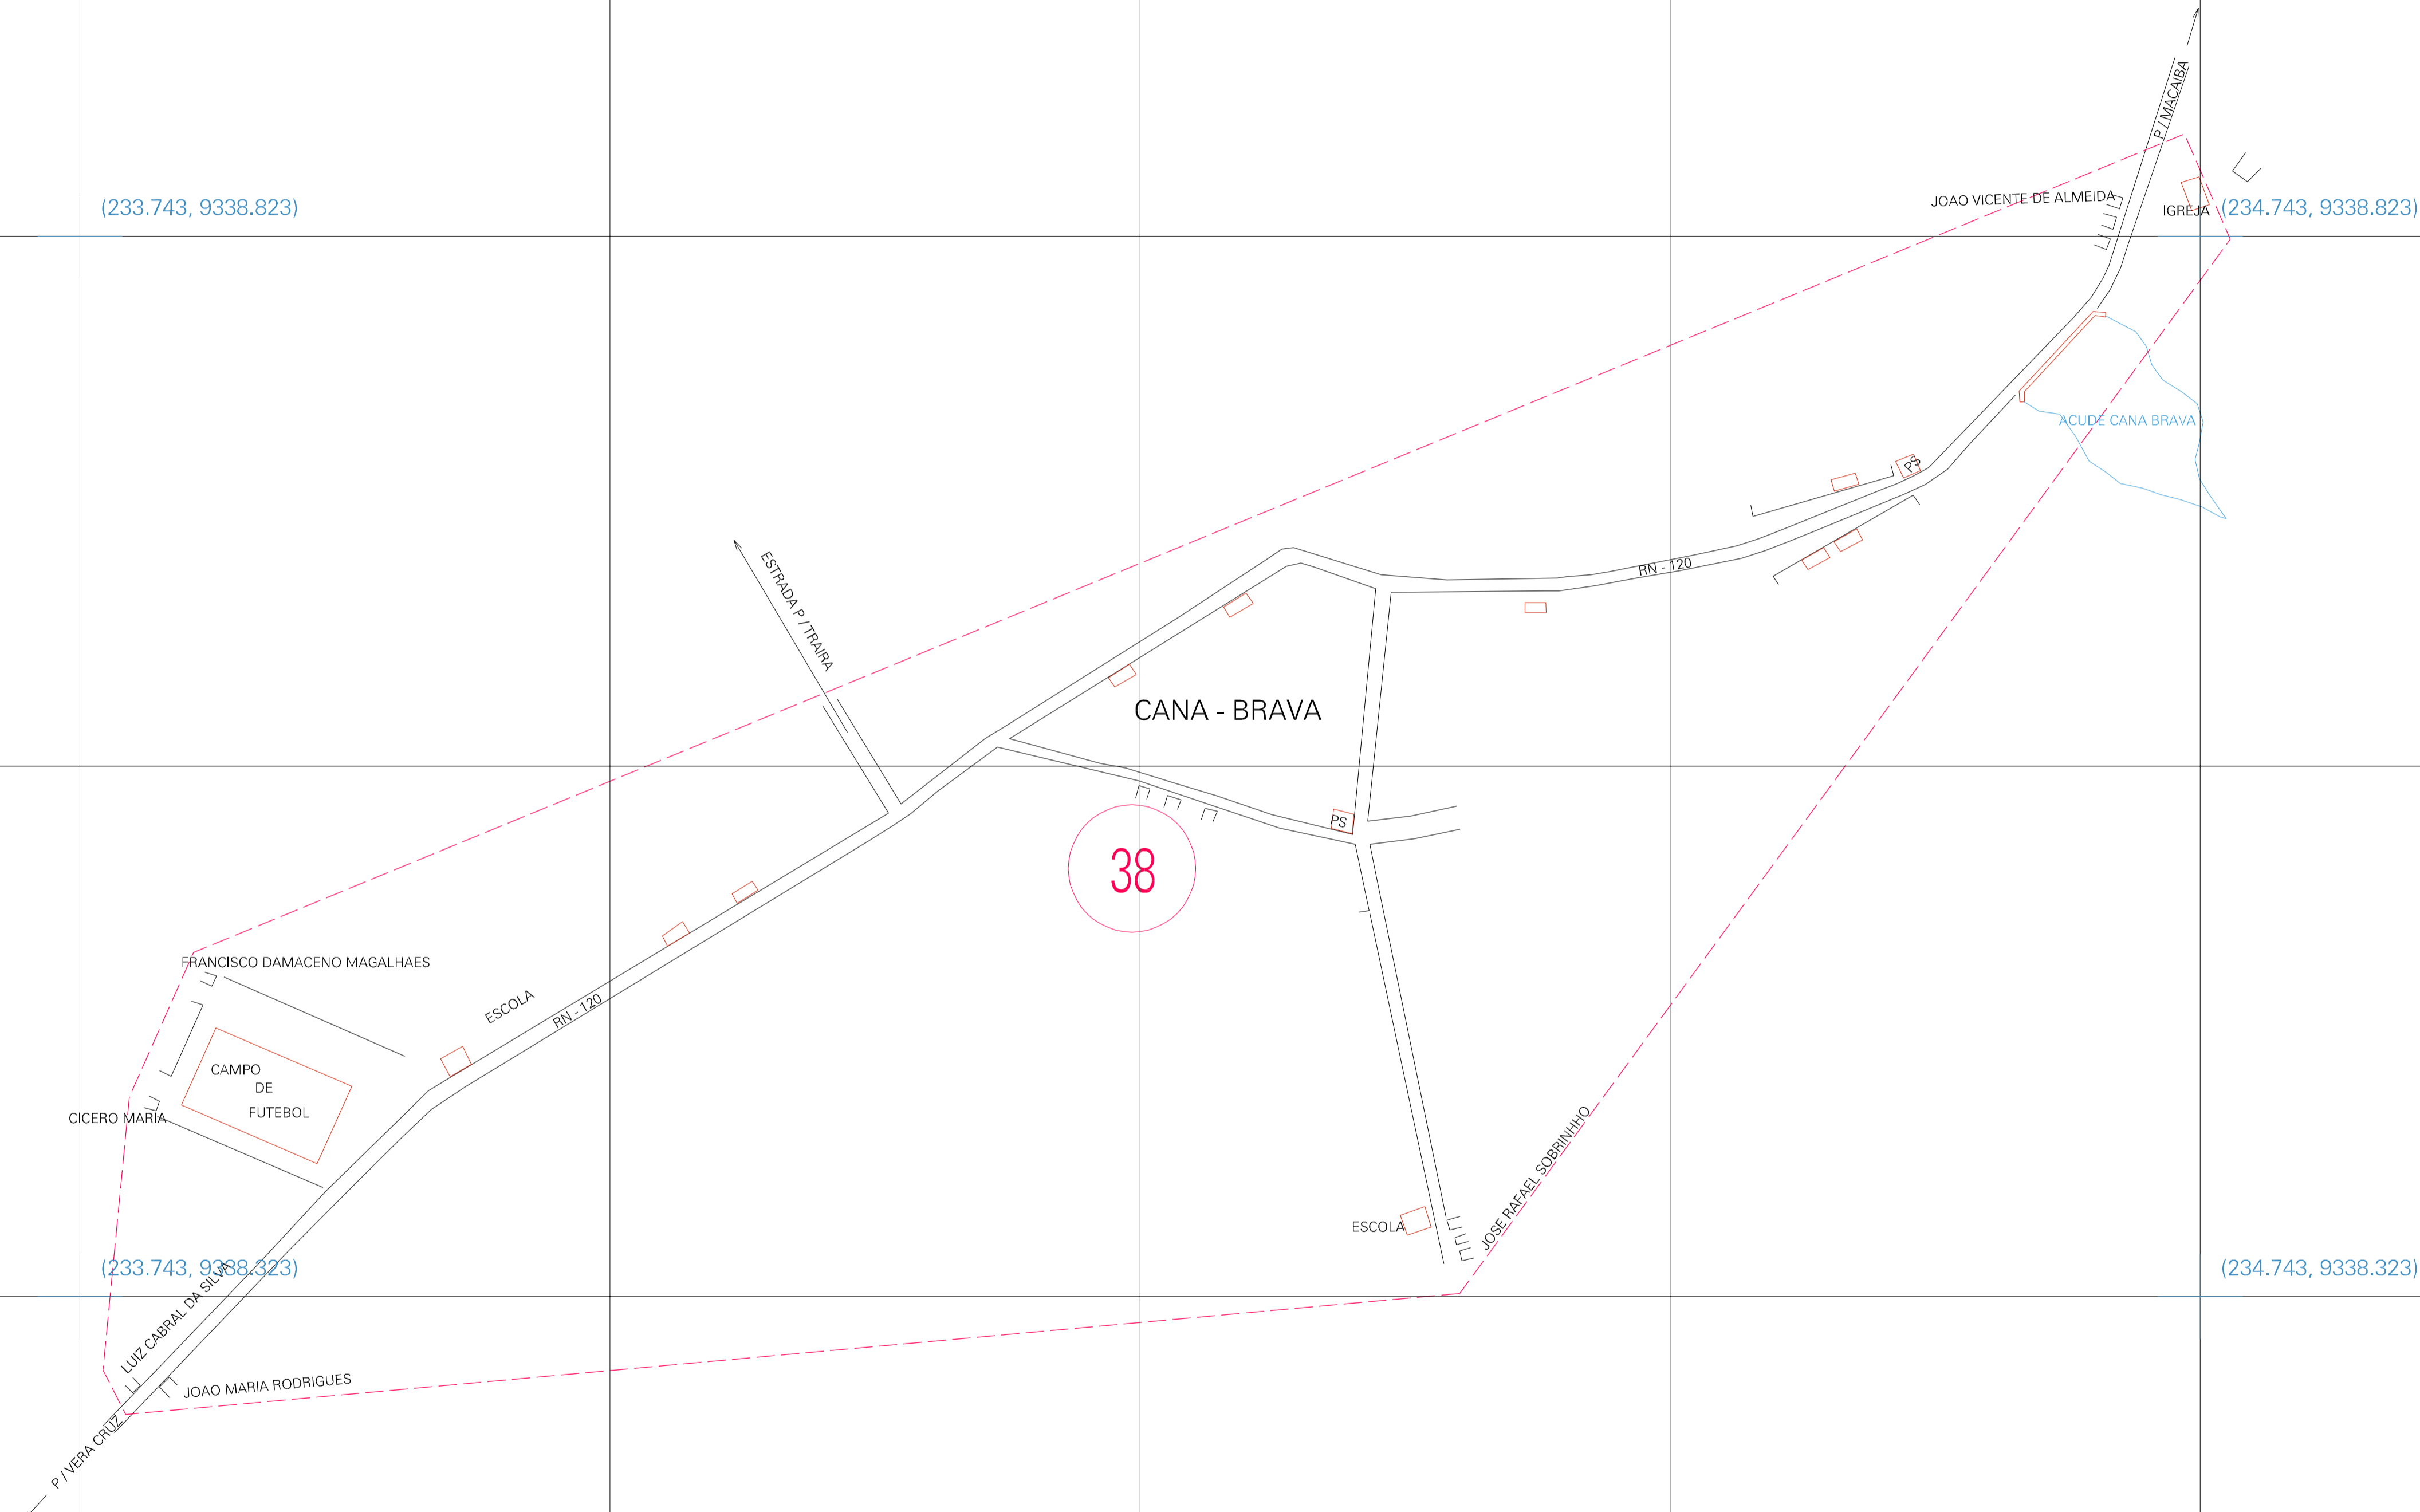 P / MACAIBA
JOAO VICENTE DE ALMEIDA
IGREJA
(233.743, 9338.823)
(234.743, 9338.823)
ACUDE CANA BRAVA
PS
RN - 120
ESTRADA P / TRAIRA
CANA - BRAVA
PS
38
FRANCISCO DAMACENO MAGALHAES
ESCOLA
RN - 120
CAMPO
DE
FUTEBOL
CICERO MARIA
JOSE RAFAEL SOBRINHHO
ESCOLA
(233.743, 9388.323)
(234.743, 9338.323)
LUIZ CABRAL DA SILVA
JOAO MARIA RODRIGUES
P / VERA CRUZ